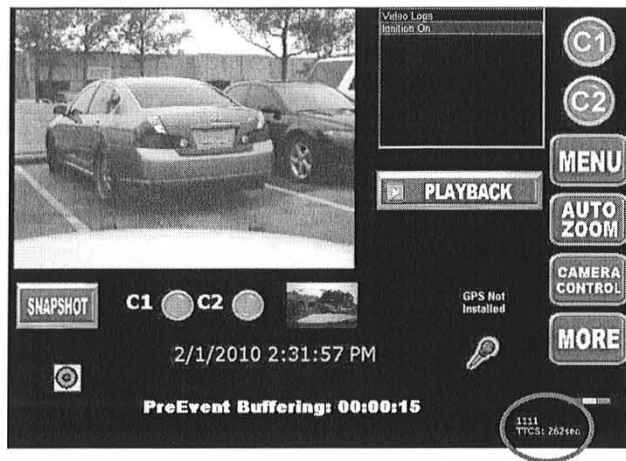 Video Logs
Ignition On
C1
C2
MENU
PLAYBACK
AUTO
ZOOM
CAMERA
CONTROL
SNAPSHOT
C1
C2
GPS Not
Installed
MORE
2/1/2010 2:31:57 PM
PreEvent Buffering: 00:00:15
1111
TTCS: 262sec